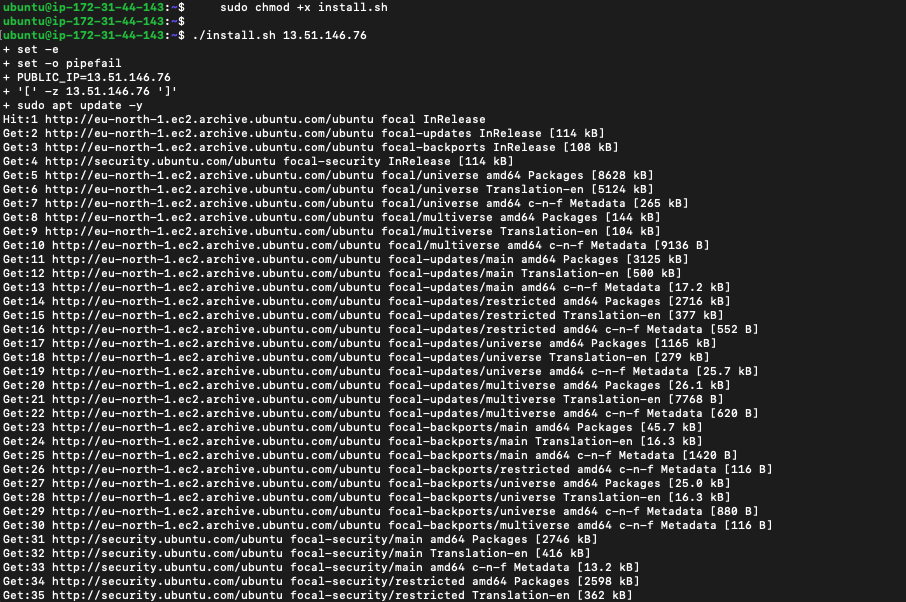 ubuntu@ip-172-31-44-143:~$     sudo chmod +x install.sh
ubuntu@ip-172-31-44-143:~$
[ubuntu@ip-172-31-44-143:~$ ./install.sh 13.51.146.76
+ set -e
+ set -o pipefail
+ PUBLIC_IP=13.51.146.76
+ '[' -z 13.51.146.76 ']'
+ sudo apt update -y
Hit:1 http://eu-north-1.ec2.archive.ubuntu.com/ubuntu focal InRelease
Get:2 http://eu-north-1.ec2.archive.ubuntu.com/ubuntu focal-updates InRelease [114 kB]
Get:3 http://eu-north-1.ec2.archive.ubuntu.com/ubuntu focal-backports InRelease [108 kB]
Get:4 http://security.ubuntu.com/ubuntu focal-security InRelease [114 kB]
Get:5 http://eu-north-1.ec2.archive.ubuntu.com/ubuntu focal/universe amd64 Packages [8628 kB]
Get:6 http://eu-north-1.ec2.archive.ubuntu.com/ubuntu focal/universe Translation-en [5124 kB]
Get:7 http://eu-north-1.ec2.archive.ubuntu.com/ubuntu focal/universe amd64 c-n-f Metadata [265 kB]
Get:8 http://eu-north-1.ec2.archive.ubuntu.com/ubuntu focal/multiverse amd64 Packages [144 kB]
Get:9 http://eu-north-1.ec2.archive.ubuntu.com/ubuntu focal/multiverse Translation-en [104 kB]
Get:10 http://eu-north-1.ec2.archive.ubuntu.com/ubuntu focal/multiverse amd64 c-n-f Metadata [9136 B]
Get:11 http://eu-north-1.ec2.archive.ubuntu.com/ubuntu focal-updates/main amd64 Packages [3125 kB]
Get:12 http://eu-north-1.ec2.archive.ubuntu.com/ubuntu focal-updates/main Translation-en [500 kB]
Get:13 http://eu-north-1.ec2.archive.ubuntu.com/ubuntu focal-updates/main amd64 c-n-f Metadata [17.2 kB]
Get:14 http://eu-north-1.ec2.archive.ubuntu.com/ubuntu focal-updates/restricted amd64 Packages [2716 kB]
Get:15 http://eu-north-1.ec2.archive.ubuntu.com/ubuntu focal-updates/restricted Translation-en [377 kB]
Get:16 http://eu-north-1.ec2.archive.ubuntu.com/ubuntu focal-updates/restricted amd64 c-n-f Metadata [552 B]
Get:17 http://eu-north-1.ec2.archive.ubuntu.com/ubuntu focal-updates/universe amd64 Packages [1165 kB]
Get:18 http://eu-north-1.ec2.archive.ubuntu.com/ubuntu focal-updates/universe Translation-en [279 kB]
Get:19 http://eu-north-1.ec2.archive.ubuntu.com/ubuntu focal-updates/universe amd64 c-n-f Metadata [25.7 kB]
Get:20 http://eu-north-1.ec2.archive.ubuntu.com/ubuntu focal-updates/multiverse amd64 Packages [26.1 kB]
Get:21 http://eu-north-1.ec2.archive.ubuntu.com/ubuntu focal-updates/multiverse Translation-en [7768 B]
Get:22 http://eu-north-1.ec2.archive.ubuntu.com/ubuntu focal-updates/multiverse amd64 c-n-f Metadata [620 B]
Get:23 http://eu-north-1.ec2.archive.ubuntu.com/ubuntu focal-backports/main amd64 Packages [45.7 kB]
Get:24 http://eu-north-1.ec2.archive.ubuntu.com/ubuntu focal-backports/main Translation-en [16.3 kB]
Get:25 http://eu-north-1.ec2.archive.ubuntu.com/ubuntu focal-backports/main amd64 c-n-f Metadata [1420 B]
Get:26 http://eu-north-1.ec2.archive.ubuntu.com/ubuntu focal-backports/restricted amd64 c-n-f Metadata [116 B]
Get:27 http://eu-north-1.ec2.archive.ubuntu.com/ubuntu focal-backports/universe amd64 Packages [25.0 kB]
Get:28 http://eu-north-1.ec2.archive.ubuntu.com/ubuntu focal-backports/universe Translation-en [16.3 kB]
Get:29 http://eu-north-1.ec2.archive.ubuntu.com/ubuntu focal-backports/universe amd64 c-n-f Metadata [880 B]
Get:30 http://eu-north-1.ec2.archive.ubuntu.com/ubuntu focal-backports/multiverse amd64 c-n-f Metadata [116 B]
Get:31 http://security.ubuntu.com/ubuntu focal-security/main amd64 Packages [2746 kB]
Get:32 http://security.ubuntu.com/ubuntu focal-security/main Translation-en [416 kB]
Get:33 http://security.ubuntu.com/ubuntu focal-security/main amd64 c-n-f Metadata [13.2 kB]
Get:34 http://security.ubuntu.com/ubuntu focal-security/restricted amd64 Packages [2598 kB]
Get:35 http://security.ubuntu.com/ubuntu focal-security/restricted Translation-en [362 kB]